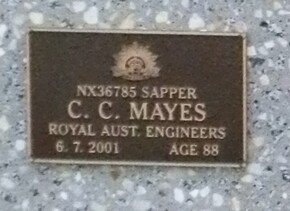 NX36785 SAPPER
C. C. MAYES
ROYAL AUST. ENGINEERS
6. 7. 2001 AGE 88